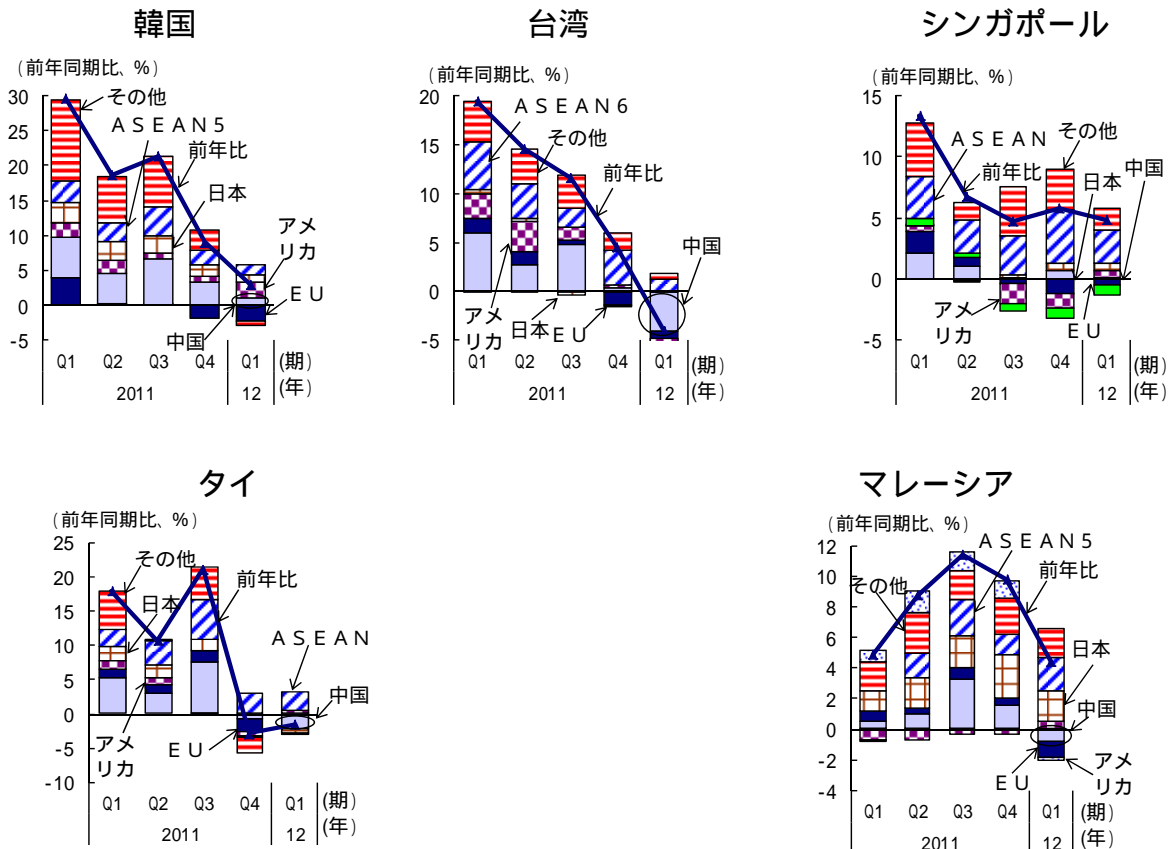 韓国
(前年同期比、%)
30
25
20
15
10
5
0
-5
その他
ASEAN5
前年比
日本
アメ
リカ
EU
中国
Q1 Q2 Q3 Q4 Q1 (期)
2011 12 (年)
台湾
(前年同期比、%)
20
15
10
5
0
-5
ASEAN6
その他
前年比
中国
アメ
リカ
日本
EU
Q1 Q2 Q3 Q4 Q1 (期)
2011 12 (年)
シンガポール
(前年同期比、%)
15
10
5
0
-5
ASEAN
その他
前年比
中国
日本
アメ
リカ
EU
Q1 Q2 Q3 Q4 Q1 (期)
2011 12 (年)
タイ
(前年同期比、%)
25
20
15
10
5
0
-5
-10
その他
前年比
日本
ASEAN
中国
アメ
リカ
EU
Q1 Q2 Q3 Q4 Q1 (期)
2011 12 (年)
マレーシア
(前年同期比、%)
12
10
8
6
4
2
0
-2
-4
ASEAN5
前年比
その他
日本
中国
アメ
リカ
EU
Q1 Q2 Q3 Q4 Q1 (期)
2011 12 (年)